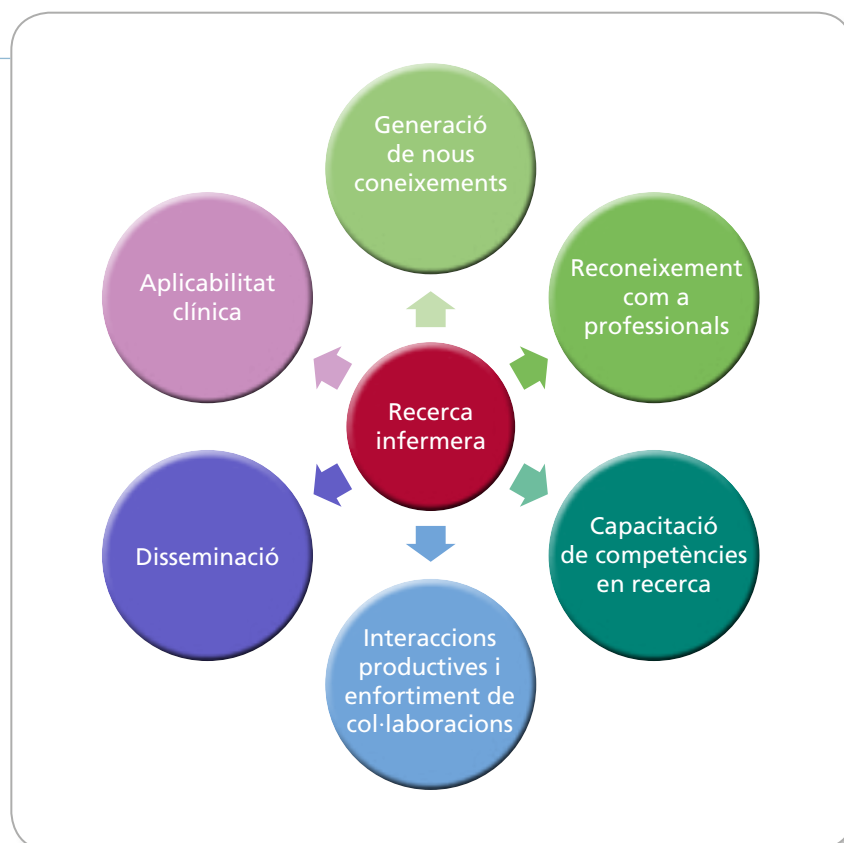 Generació
de nous
coneixements
Reconeixement
com a
professionals
Capacitació
de competències
en recerca
Interaccions
productives i
enfortiment de
col·laboracions
Disseminació
Aplicabilitat
clínica
Recerca
infermera